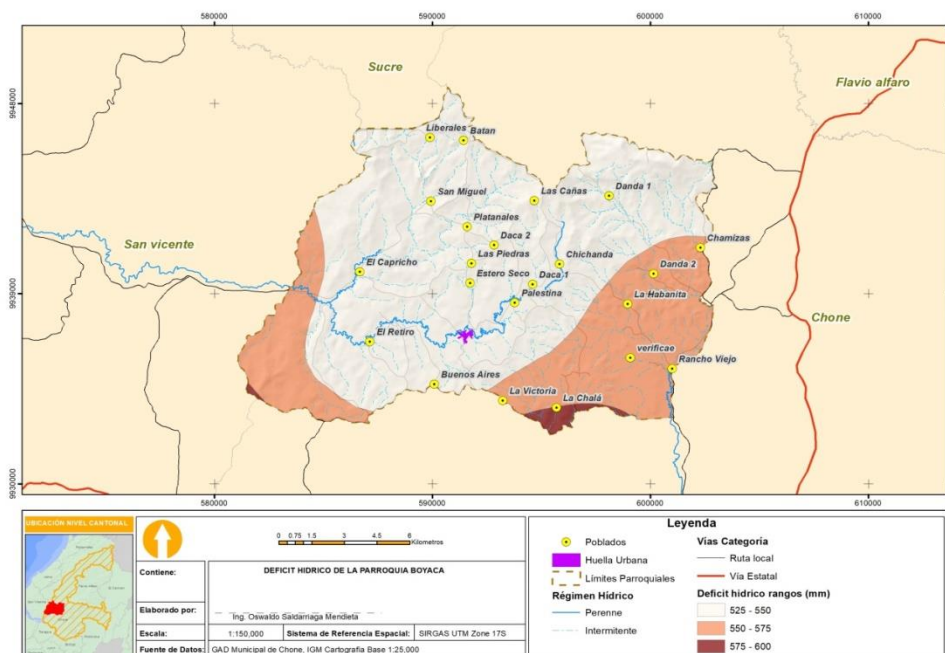 580000 590000 600000 610000
Sucre
Flavio alfaro
9948000
Liberales Batan
San Miguel Las Cañas Danda 1
Platanales
San vicente Daca 2 Chamizas
El Capricho Las Piedras Chichanda Danda 2
Estero Seco Daca 1
9939000
Palestina La Habanita
Chone
El Retiro
verificae
Buenos Aires Rancho Viejo
La Victoria La Chalá
9930000
580000 590000 600000 610000
UBICACIÓN NIVEL CANTONAL
0 0.75 1.5 3 4.5 6
Kilometros
Contiene: DEFICIT HIDRICO DE LA PARROQUIA BOYACA
Elaborado por: Ing. Oswaldo Saldarriaga Mendieta
Escala: 1:150,000 Sistema de Referencia Espacial: SIRGAS UTM Zone 17S
Fuente de Datos: GAD Municipal de Chone, IGM Cartografia Base 1:25,000
Leyenda
Poblados
Huella Urbana
Límites Parroquiales
Régimen Hídrico
Perenne
Intermitente
Vías Categoría
Ruta local
Vía Estatal
Deficit hidrico rangos (mm)
525 - 550
550 - 575
575 - 600